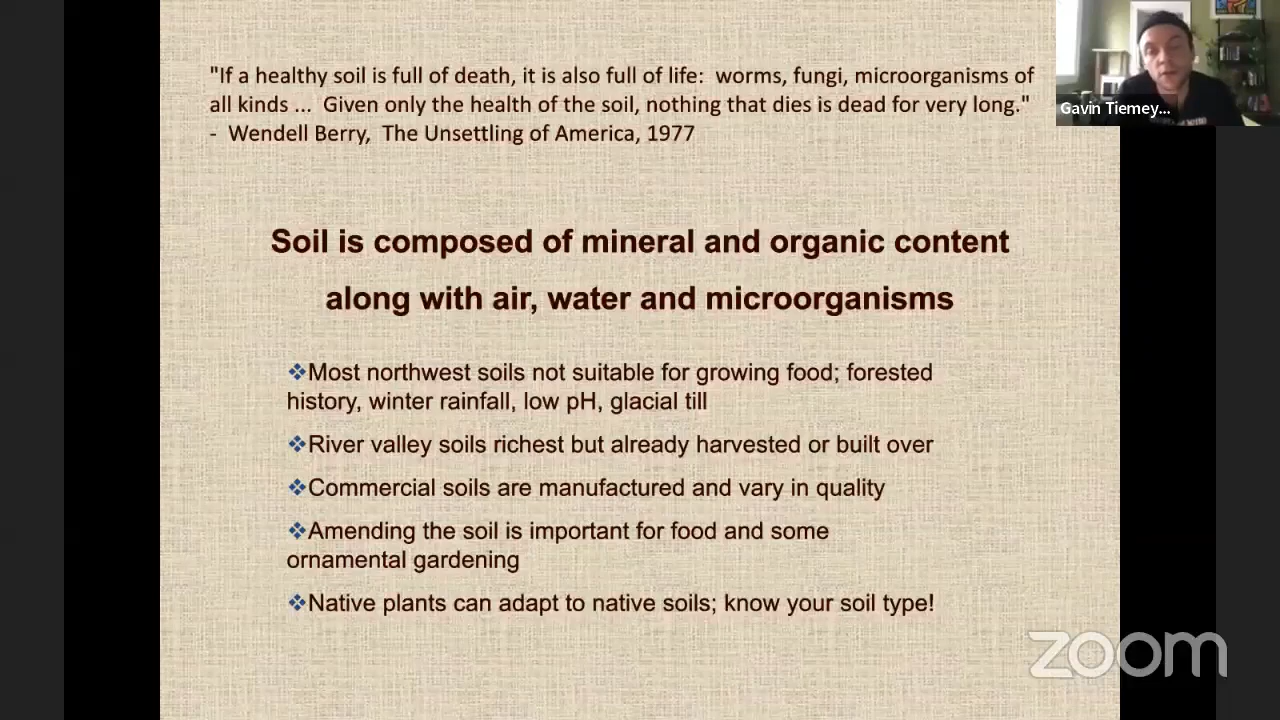 "If a healthy soil is full of death, it is also full of life:  worms, fungi, microorganisms of
all kinds ...  Given only the health of the soil, nothing that dies is dead for very long."
-  Wendell Berry,  The Unsettling of America, 1977
Gavin Tierney...
Soil is composed of mineral and organic content
along with air, water and microorganisms
❖Most northwest soils not suitable for growing food; forested
history, winter rainfall, low pH, glacial till
❖River valley soils richest but already harvested or built over
❖Commercial soils are manufactured and vary in quality
❖Amending the soil is important for food and some
ornamental gardening
❖Native plants can adapt to native soils; know your soil type!
zoom